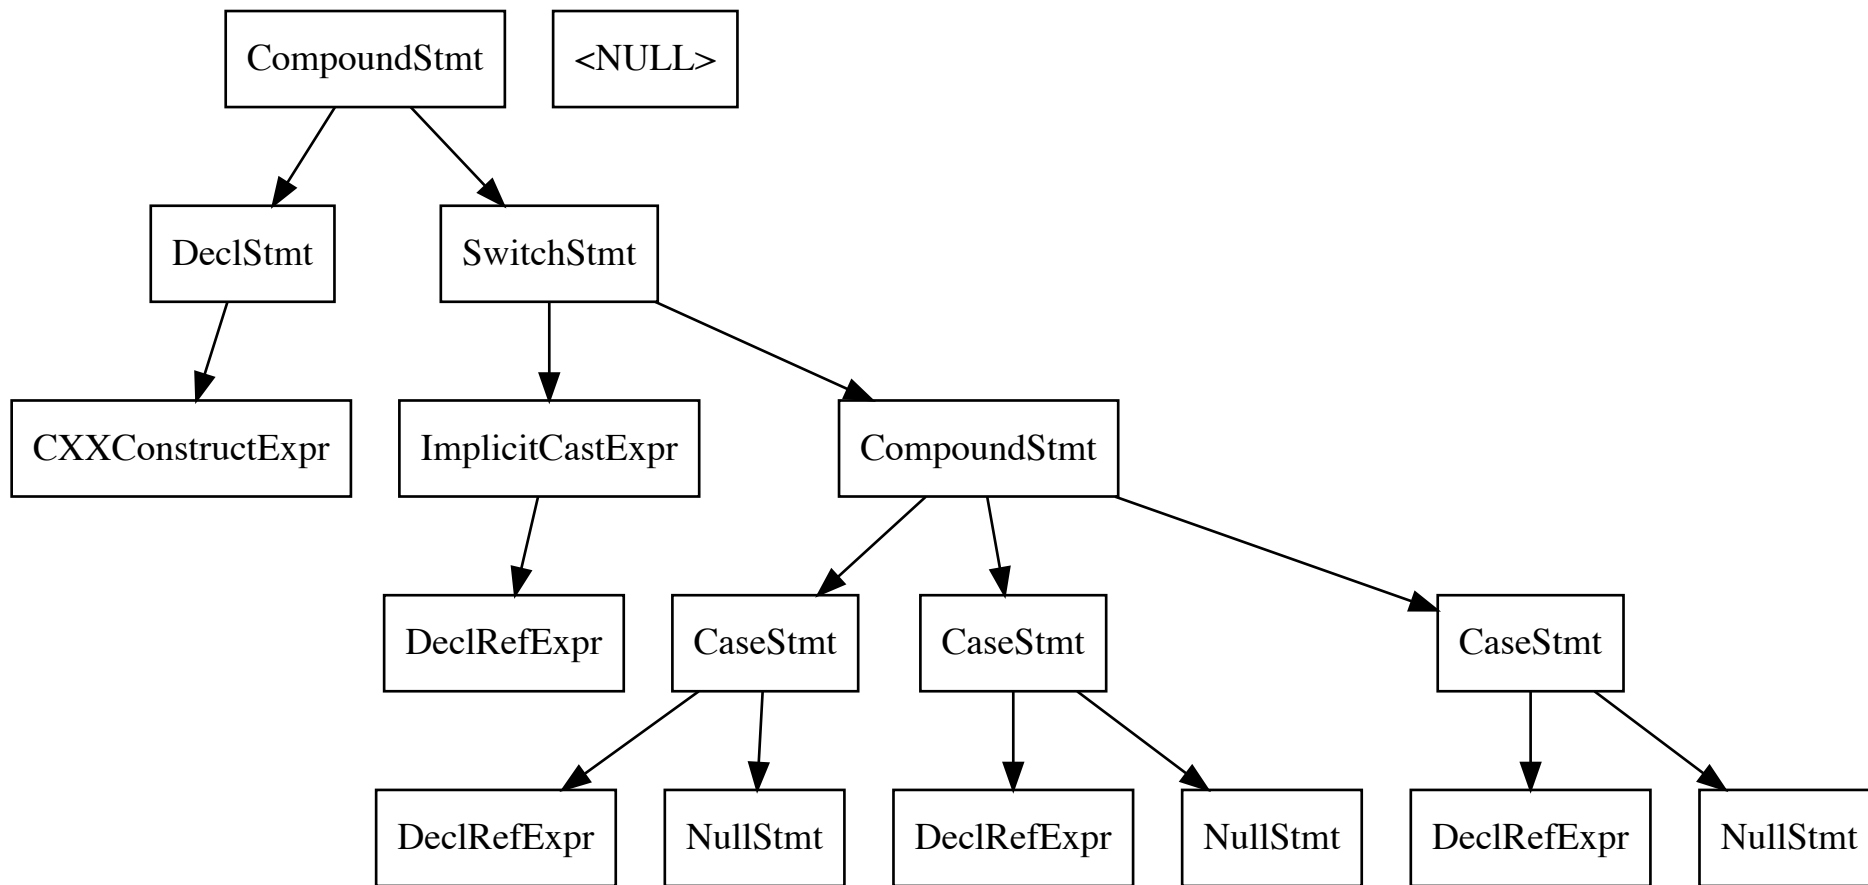 CompoundStmt
<NULL>
DeclStmt
SwitchStmt
CXXConstructExpr
ImplicitCastExpr
CompoundStmt
DeclRefExpr
CaseStmt
CaseStmt
CaseStmt
DeclRefExpr
NullStmt
DeclRefExpr
NullStmt
DeclRefExpr
NullStmt